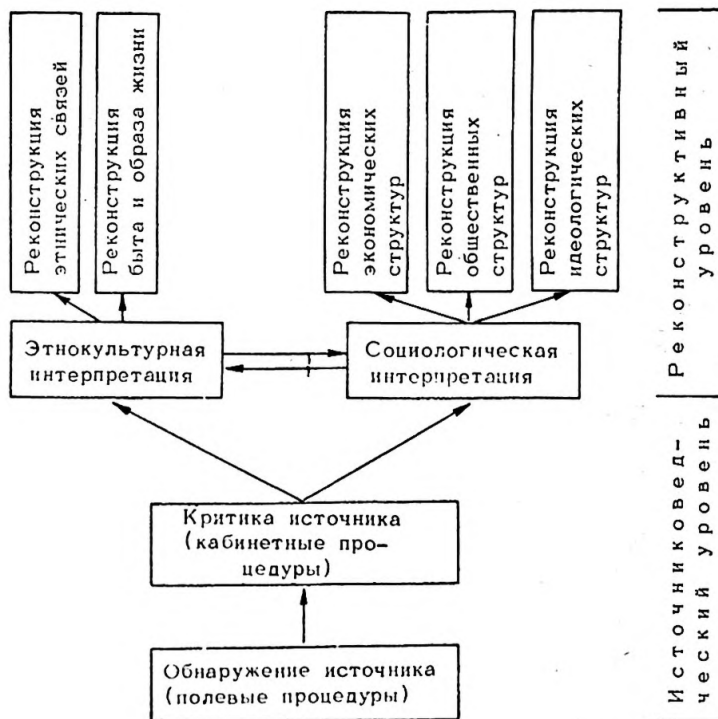 Реконструкция
этнических связей
Реконструкция
быта и образа жизни
Реконструкция
экономических
структур
Реконструкция
общественных
структур
Реконструкция
идеологических
структур
Реконструктивный
уровень
Этнокультурная
интерпретация
Социологическая
интерпретация
Критика источника
(кабинетные про-
цедуры)
Обнаружение источника
(полевые процедуры)
Источниковед-
ческий уровень